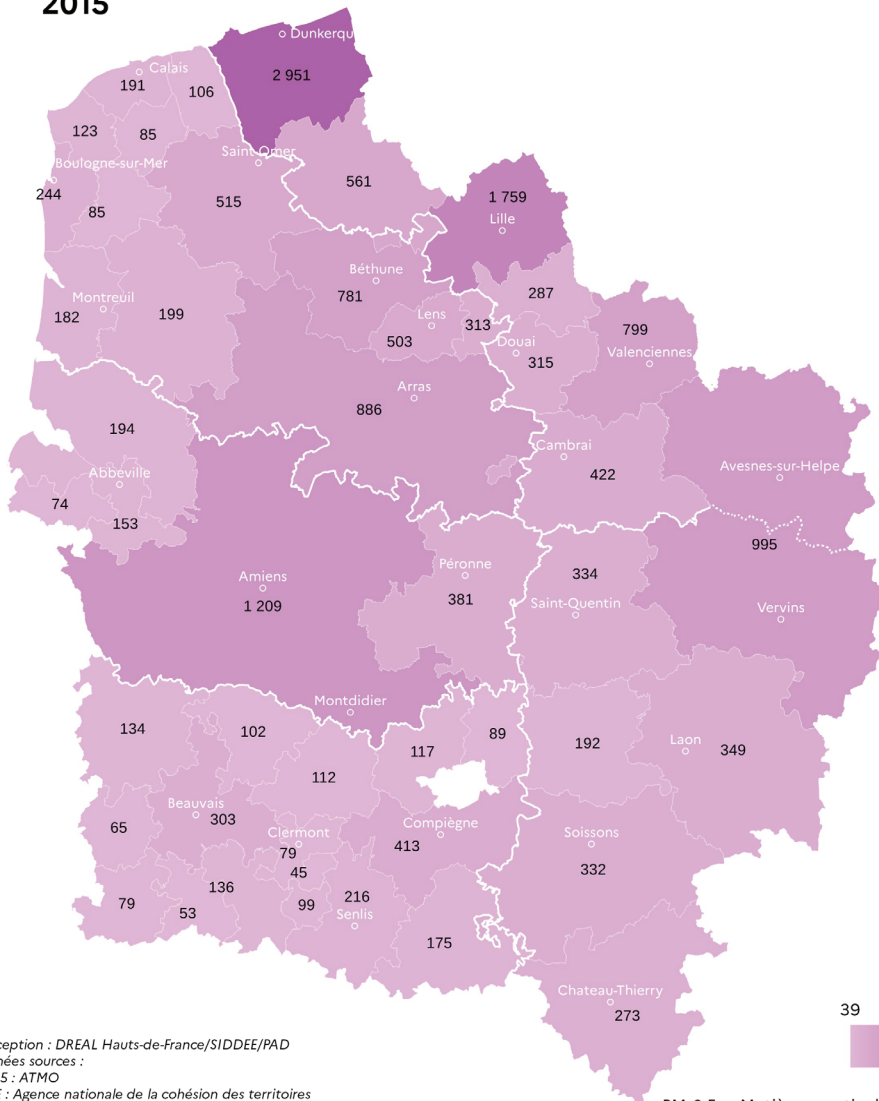 2015
Dunkerqu
2 951
Calais
191
106
123
85
Boulogne-sur-Mer
Saint-Omer
244
85
515
561
1 759
Lille
Béthune
781
287
Montreuil
182
199
Lens
313
503
799
Douai
315
Valenciennes
Arras
886
194
Cambrai
422
Abbeville
74
153
Avesnes-sur-Helpe
995
Amiens
1 209
Péronne
381
334
Saint-Quentin
Vervins
Montdidier
134
102
117
89
192
Laon
349
112
Beauvais
303
65
Clermont
79
45
Compiègne
413
Soissons
332
79
53
136
99
216
Senlis
175
Chateau-Thierry
273
39
ception : DREAL Hauts-de-France/SIDDEE/PAD
nées sources :
5 : ATMO
: Agence nationale de la cohésion des territoires